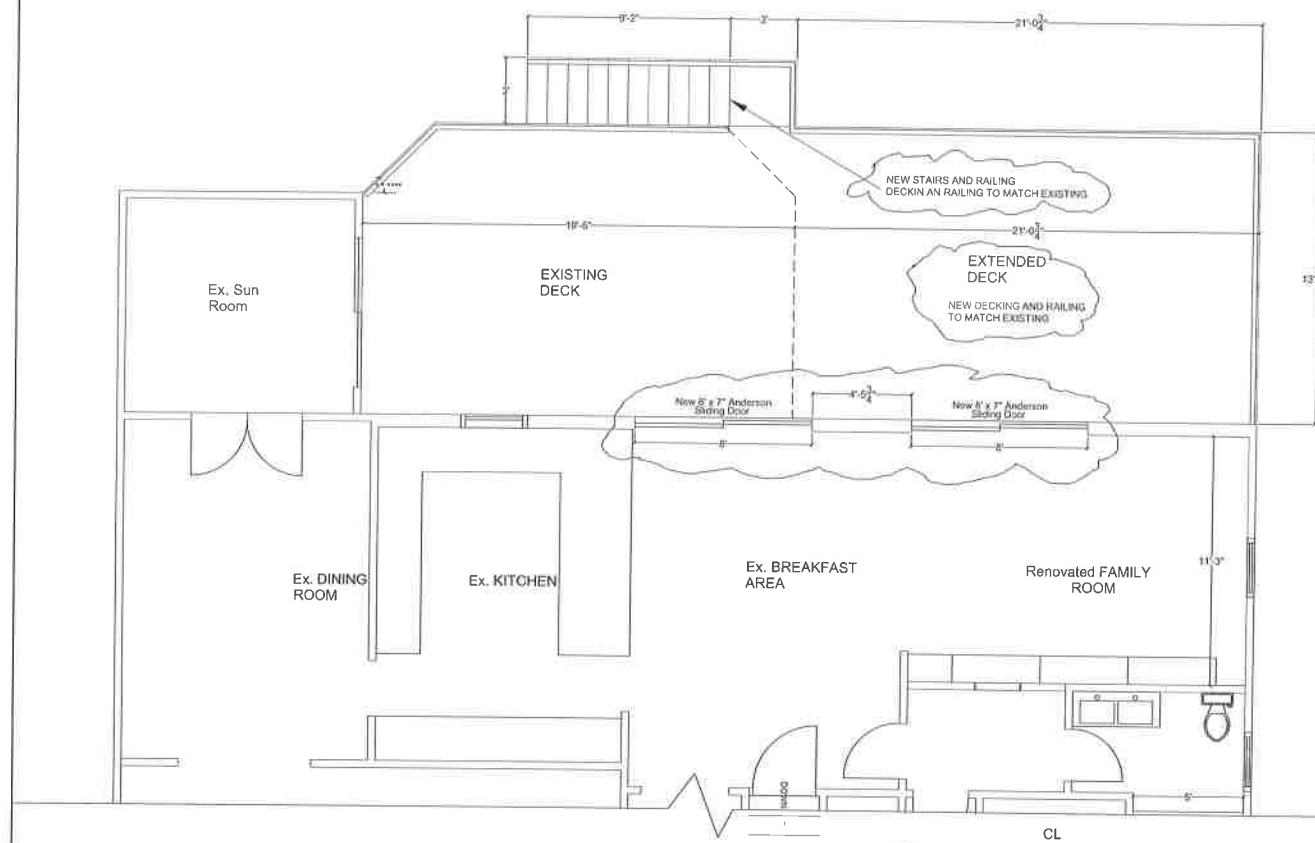 9'-2"
3'
21'-0 3/4"
3'
NEW STAIRS AND RAILING
DECKIN AN RAILING TO MATCH EXISTING
21'-0 3/4"
13'
Ex, Sun
Room
EXISTING
DECK
EXTENDED
DECK
NEW DECKING AND RAILING
TO MATCH EXISTING
New 8' x 7" Anderson
Sliding Door
4'-5 3/4"
New 8' x 7" Anderson
Sliding Door
8'
8'
11'-3"
Ex. DINING
ROOM
Ex. KITCHEN
Ex. BREAKFAST
AREA
Renovated FAMILY
ROOM
DOWN
5'
CL